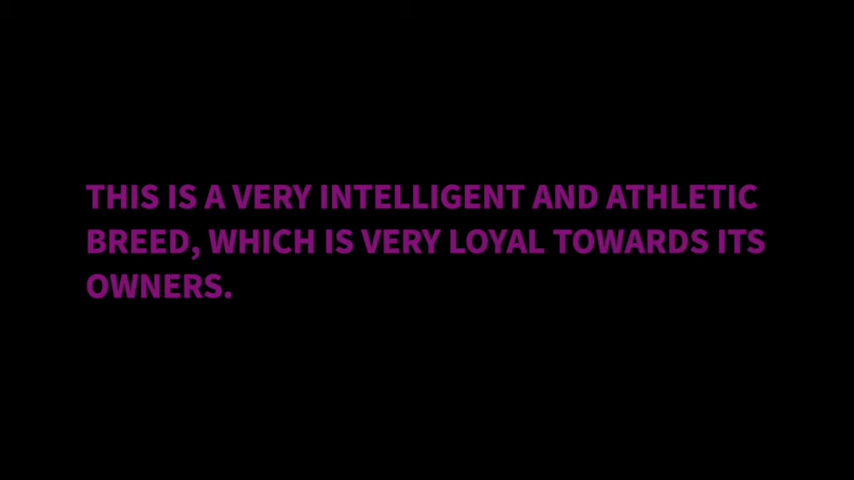 THIS IS A VERY INTELLIGENT AND ATHLETIC
BREED, WHICH IS VERY LOYAL TOWARDS ITS
OWNERS.